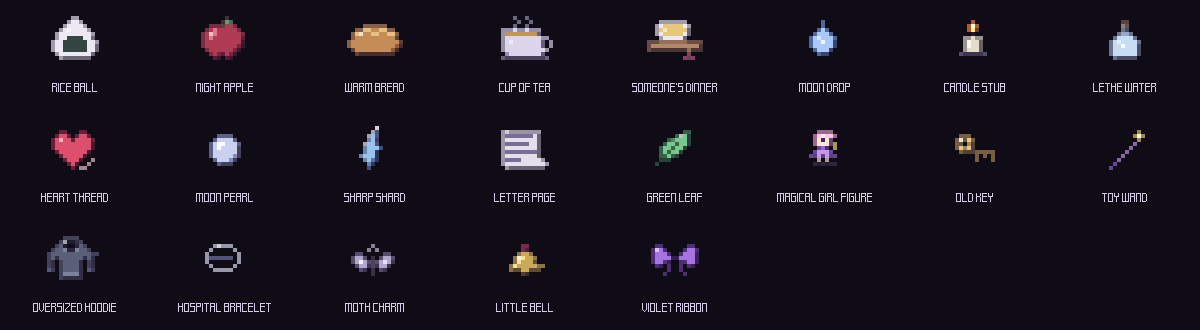 RICE BALL
NIGHT APPLE
WARM BREAD
CUP OF TEA
SOMEONE'S DINNER
MOON DROP
CANDLE STUB
LETHE WATER
HEART THREAD
MOON PEARL
SHARP SHARD
LETTER PAGE
GREEN LEAF
MAGICAL GIRL FIGURE
OLD KEY
TOY WAND
OVERSIZED HOODIE
HOSPITAL BRACELET
MOTH CHARM
LITTLE BELL
VIOLET RIBBON